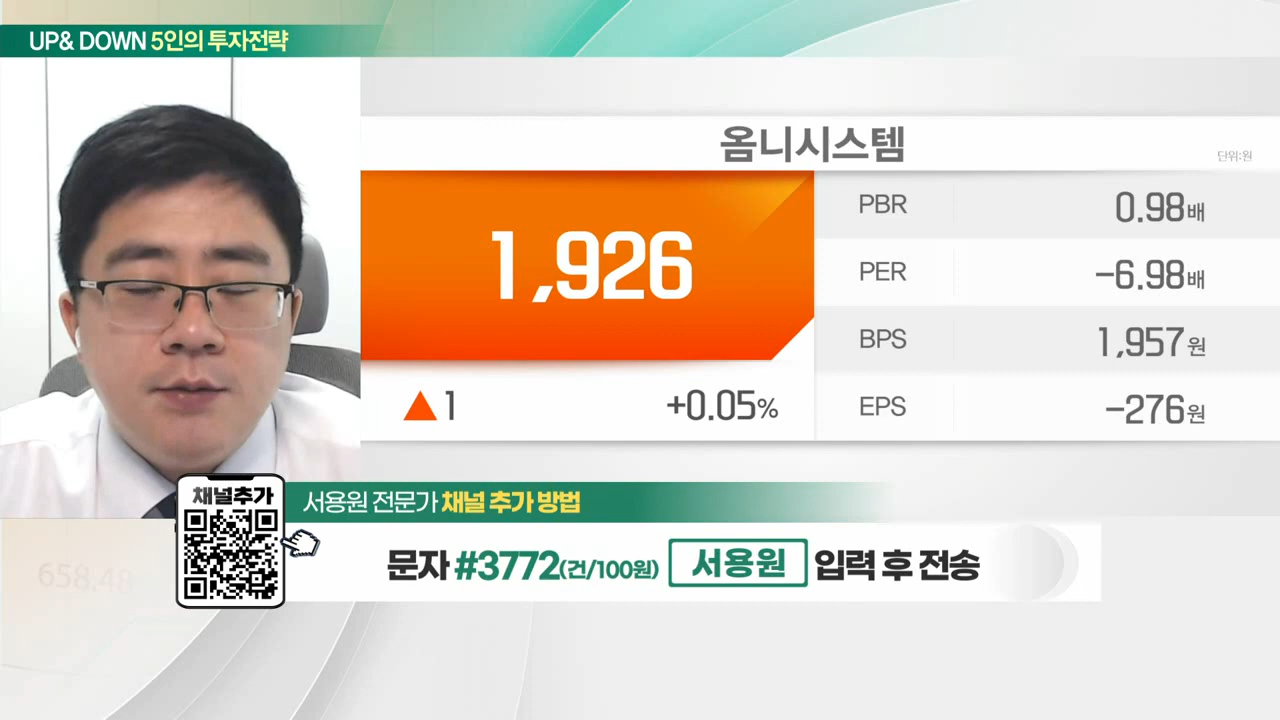 UP& DOWN 5인의 투자전략
옴니시스템
단위:원
1,926
▲1 +0.05%
PBR 0.98배
PER -6.98배
BPS 1,957원
EPS -276원
채널추가
서용원 전문가 채널 추가 방법
문자 #3772(건/100원) 서용원 입력 후 전송
658.48